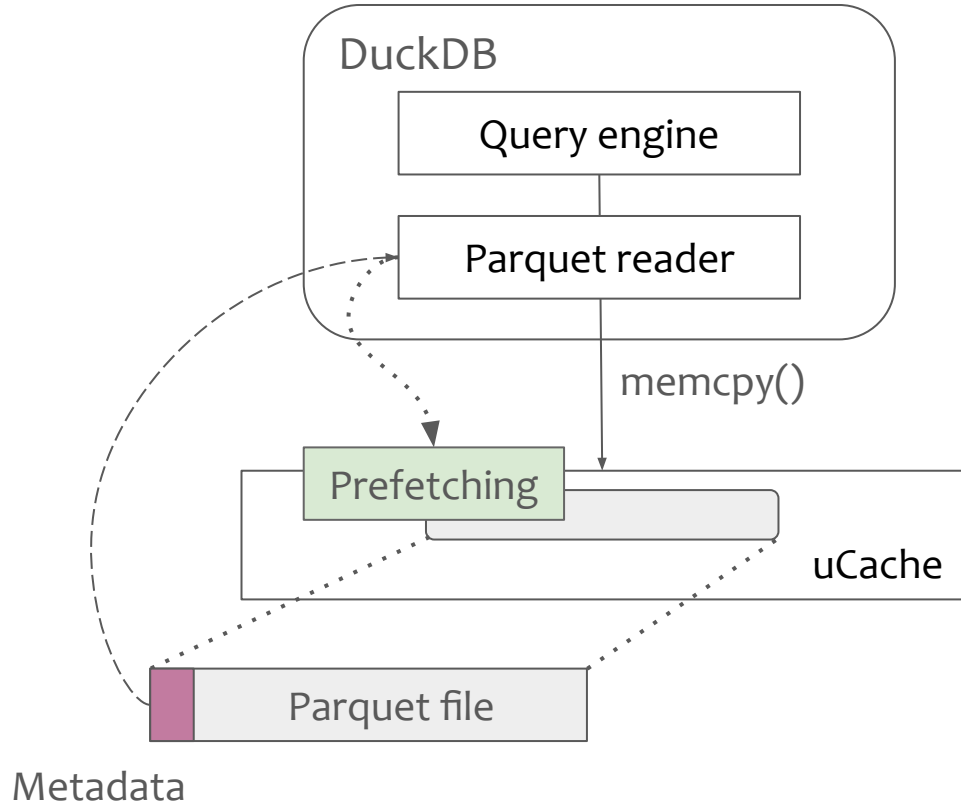 DuckDB
Query engine
Parquet reader
memcpy()
Prefetching
uCache
Parquet file
Metadata